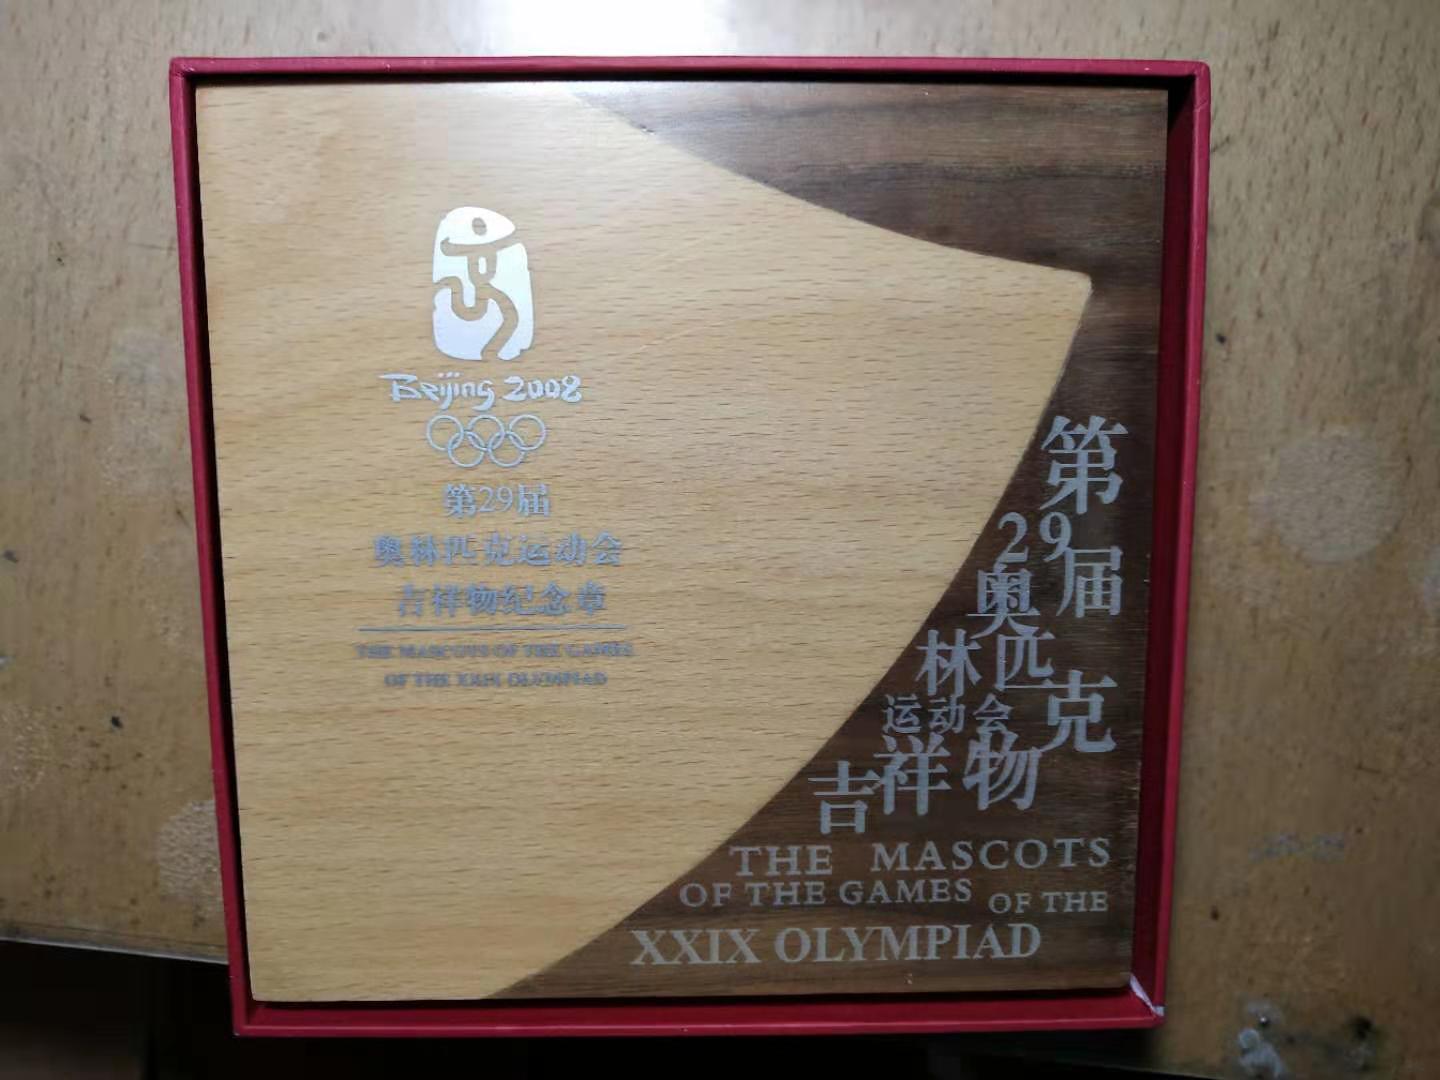 Beijing 2008
第29届
奥林匹克运动会
吉祥物纪念章
THE MASCOTS OF THE GAMES
OF THE XXIX OLYMPIAD
第
29届
奥
林匹克
运动会
吉祥物
THE MASCOTS
OF THE GAMES OF THE
XXIX OLYMPIAD